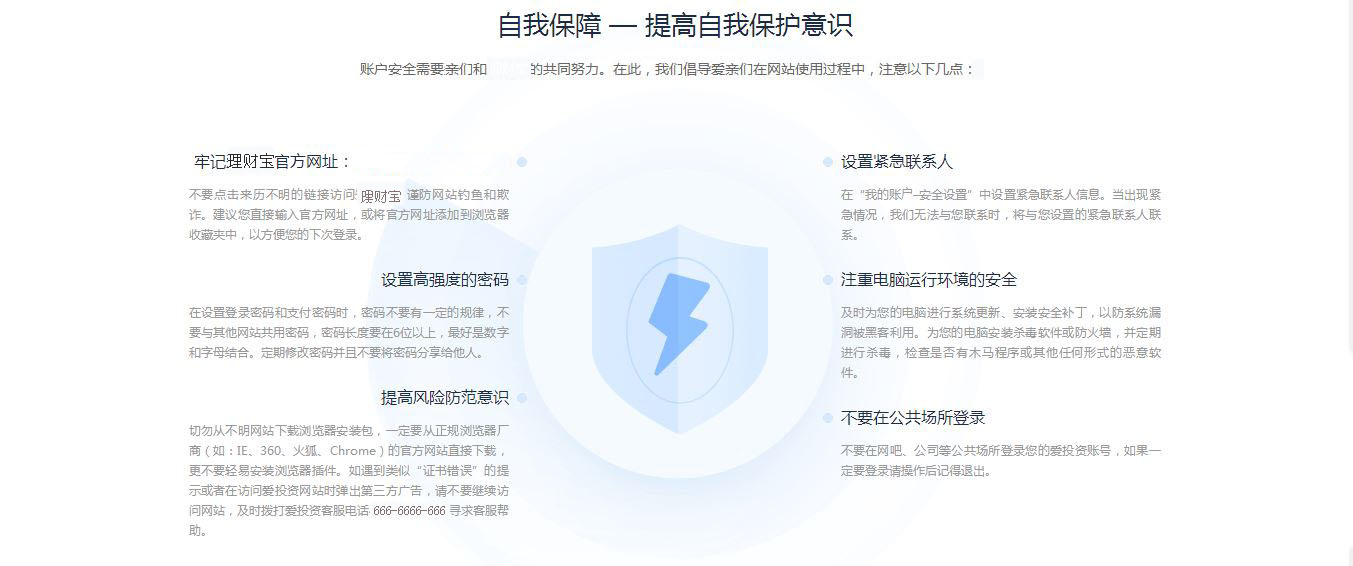 自我保障 — 提高自我保护意识
账户安全需要亲们和 的共同努力。在此，我们倡导爱亲们在网站使用过程中，注意以下几点：
牢记理财宝官方网址：
不要点击来历不明的链接访问 理财宝 谨防网站钓鱼和欺
诈。建议您直接输入官方网址，或将官方网址添加到浏览器
收藏夹中，以方便您的下次登录。
设置高强度的密码
在设置登录密码和支付密码时，密码不要有一定的规律，不
要与其他网站共用密码，密码长度要在6位以上，最好是数字
和字母结合。定期修改密码并且不要将密码分享给他人。
提高风险防范意识
切勿从不明网站下载浏览器安装包，一定要从正规浏览器厂
商（如：IE、360、火狐、Chrome）的官方网站直接下载，
更不要轻易安装浏览器插件。如遇到类似“证书错误”的提
示或者在访问爱投资网站时弹出第三方广告，请不要继续访
问网站，及时拨打爱投资客服电话 666-6666-666 寻求客服帮
助。
设置紧急联系人
在“我的账户–安全设置”中设置紧急联系人信息。当出现紧
急情况，我们无法与您联系时，将与您设置的紧急联系人联
系。
注重电脑运行环境的安全
及时为您的电脑进行系统更新、安装安全补丁，以防系统漏
洞被黑客利用。为您的电脑安装杀毒软件或防火墙，并定期
进行杀毒，检查是否有木马程序或其他任何形式的恶意软
件。
不要在公共场所登录
不要在网吧、公司等公共场所登录您的爱投资账号，如果一
定要登录请操作后记得退出。